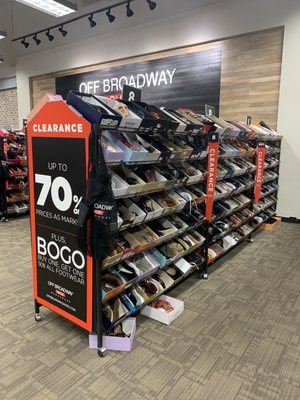 OFF BROADWAY
8
CLEARANCE
UP TO
70%
PRICES AS MARKED
PLUS,
BOGO
BUY ONE, GET ONE
50% ALL FOOTWEAR
OFF BROADWAY
CLEARANCE
CLEARANCE